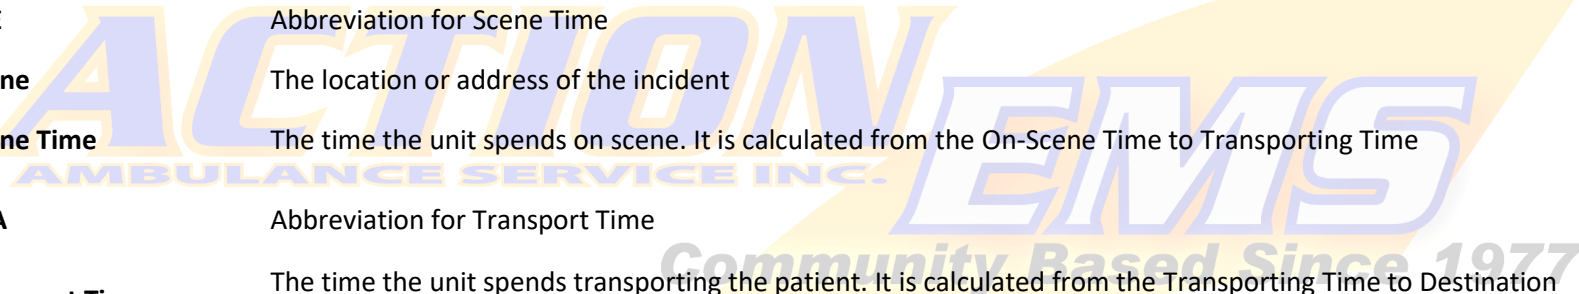 E Abbreviation for Scene Time
ne The location or address of the incident
ne Time The time the unit spends on scene. It is calculated from the On-Scene Time to Transporting Time
A Abbreviation for Transport Time
The time the unit spends transporting the patient. It is calculated from the Transporting Time to Destination
ACTION
EMS
AMBULANCE SERVICE INC.
Community Based Since 1977